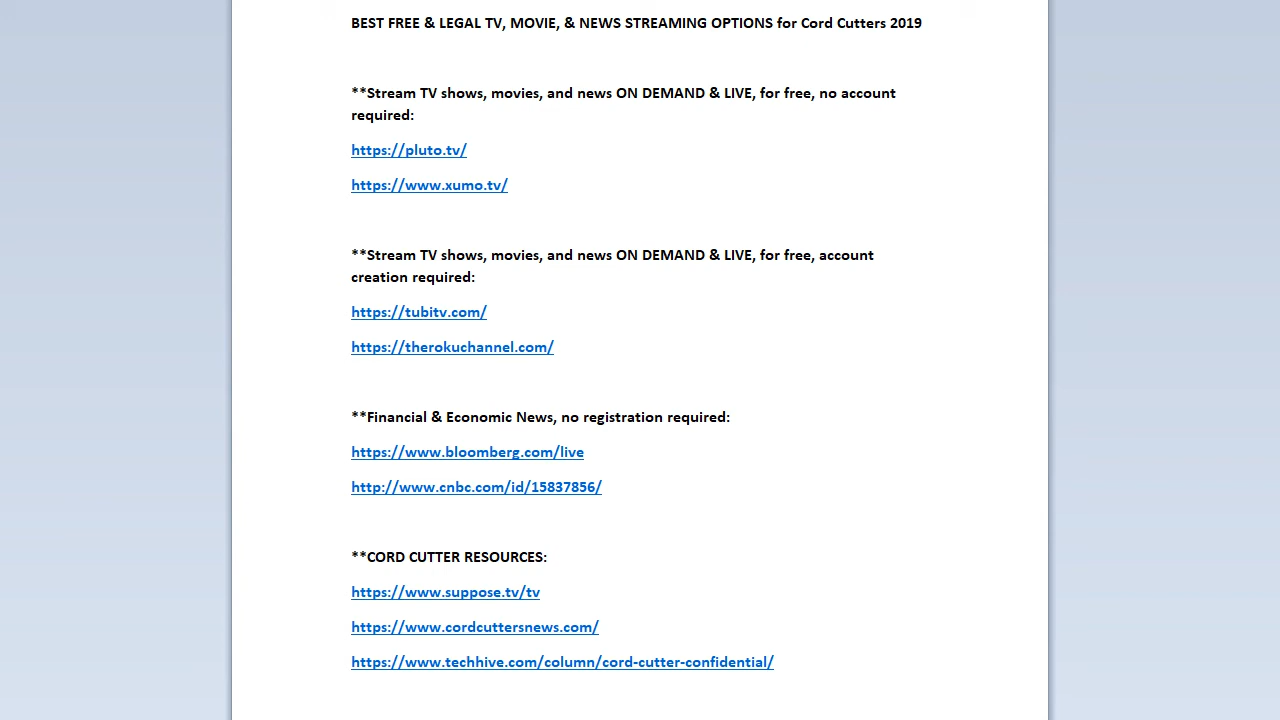 BEST FREE & LEGAL TV, MOVIE, & NEWS STREAMING OPTIONS for Cord Cutters 2019
**Stream TV shows, movies, and news ON DEMAND & LIVE, for free, no account
required:
https://pluto.tv/
https://www.xumo.tv/
**Stream TV shows, movies, and news ON DEMAND & LIVE, for free, account
creation required:
https://tubitv.com/
https://therokuchannel.com/
**Financial & Economic News, no registration required:
https://www.bloomberg.com/live
http://www.cnbc.com/id/15837856/
**CORD CUTTER RESOURCES:
https://www.suppose.tv/tv
https://www.cordcuttersnews.com/
https://www.techhive.com/column/cord-cutter-confidential/